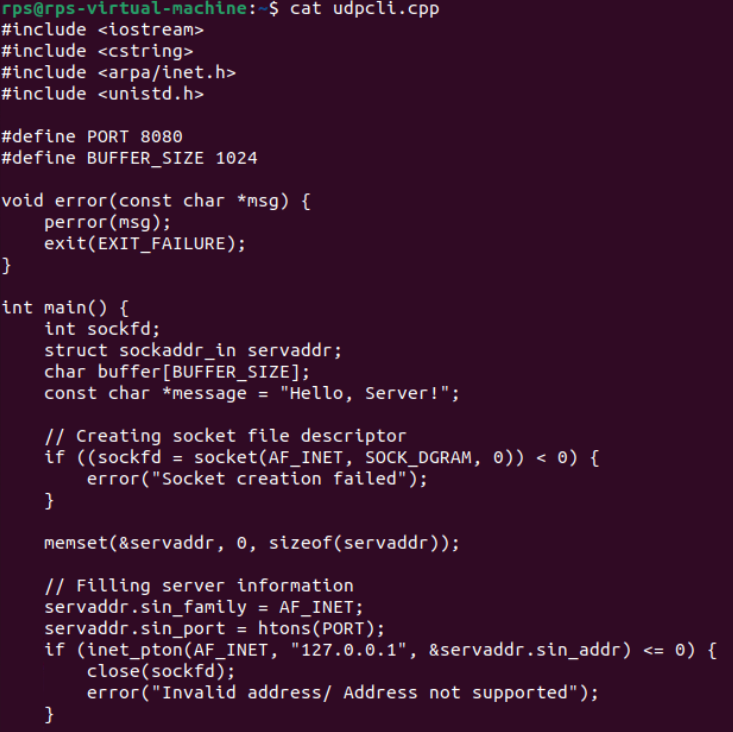 rps@rps-virtual-machine:~$ cat udpcli.cpp
#include <iostream>
#include <cstring>
#include <arpa/inet.h>
#include <unistd.h>

#define PORT 8080
#define BUFFER_SIZE 1024

void error(const char *msg) {
    perror(msg);
    exit(EXIT_FAILURE);
}

int main() {
    int sockfd;
    struct sockaddr_in servaddr;
    char buffer[BUFFER_SIZE];
    const char *message = "Hello, Server!";

    // Creating socket file descriptor
    if ((sockfd = socket(AF_INET, SOCK_DGRAM, 0)) < 0) {
        error("Socket creation failed");
    }

    memset(&servaddr, 0, sizeof(servaddr));

    // Filling server information
    servaddr.sin_family = AF_INET;
    servaddr.sin_port = htons(PORT);
    if (inet_pton(AF_INET, "127.0.0.1", &servaddr.sin_addr) <= 0) {
        close(sockfd);
        error("Invalid address/ Address not supported");
    }